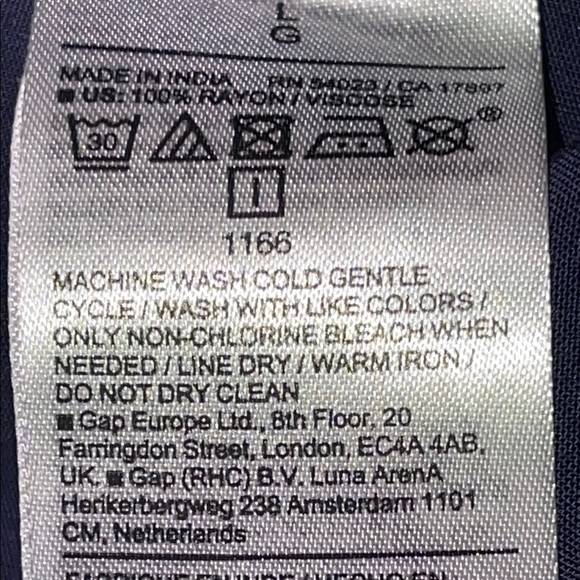 L
G
MADE IN INDIA RN 54023 / CA 17897
US: 100% RAYON / VISCOSE
30
®
1166
MACHINE WASH COLD GENTLE
CYCLE / WASH WITH LIKE COLORS /
ONLY NON-CHLORINE BLEACH WHEN
NEEDED / LINE DRY / WARM IRON /
DO NOT DRY CLEAN
Gap Europe Ltd., 8th Floor, 20
Farringdon Street, London, EC4A 4AB,
UK. Gap (RHC) B.V. Luna ArenA
Herikerbergweg 238 Amsterdam 1101
CM, Netherlands